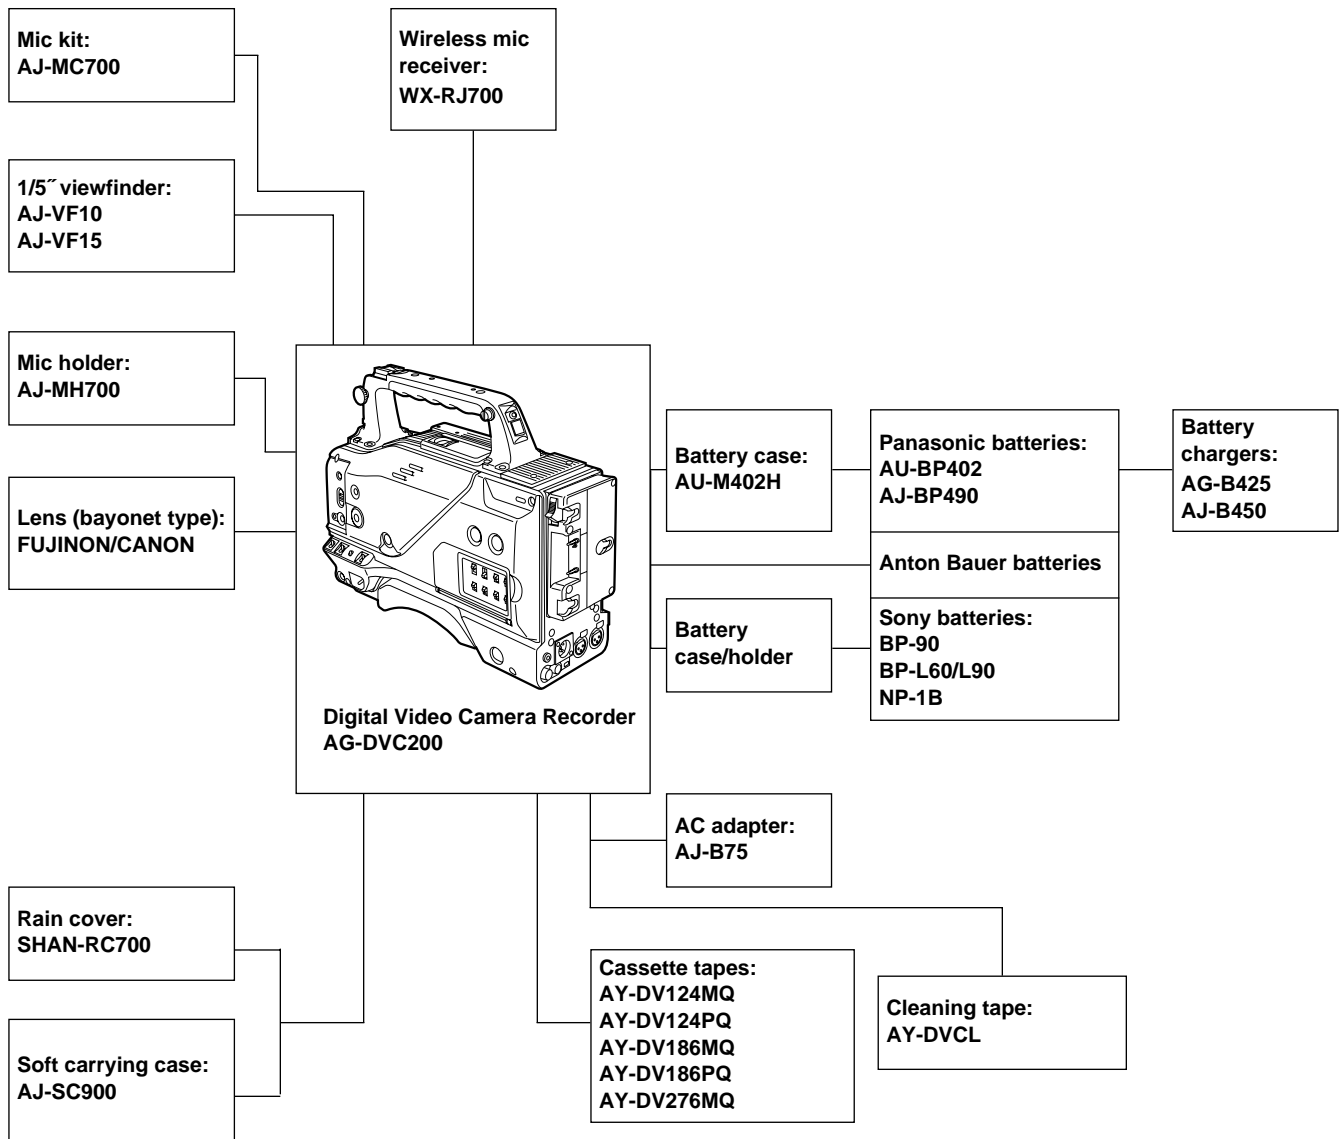 Mic kit:
AJ-MC700
Wireless mic
receiver:
WX-RJ700
1/5˝ viewfinder:
AJ-VF10
AJ-VF15
Mic holder:
AJ-MH700
Lens (bayonet type):
FUJINON/CANON
Digital Video Camera Recorder
AG-DVC200
Battery case:
AU-M402H
Panasonic batteries:
AU-BP402
AJ-BP490
Battery
chargers:
AG-B425
AJ-B450
Anton Bauer batteries
Battery
case/holder
Sony batteries:
BP-90
BP-L60/L90
NP-1B
AC adapter:
AJ-B75
Rain cover:
SHAN-RC700
Soft carrying case:
AJ-SC900
Cassette tapes:
AY-DV124MQ
AY-DV124PQ
AY-DV186MQ
AY-DV186PQ
AY-DV276MQ
Cleaning tape:
AY-DVCL